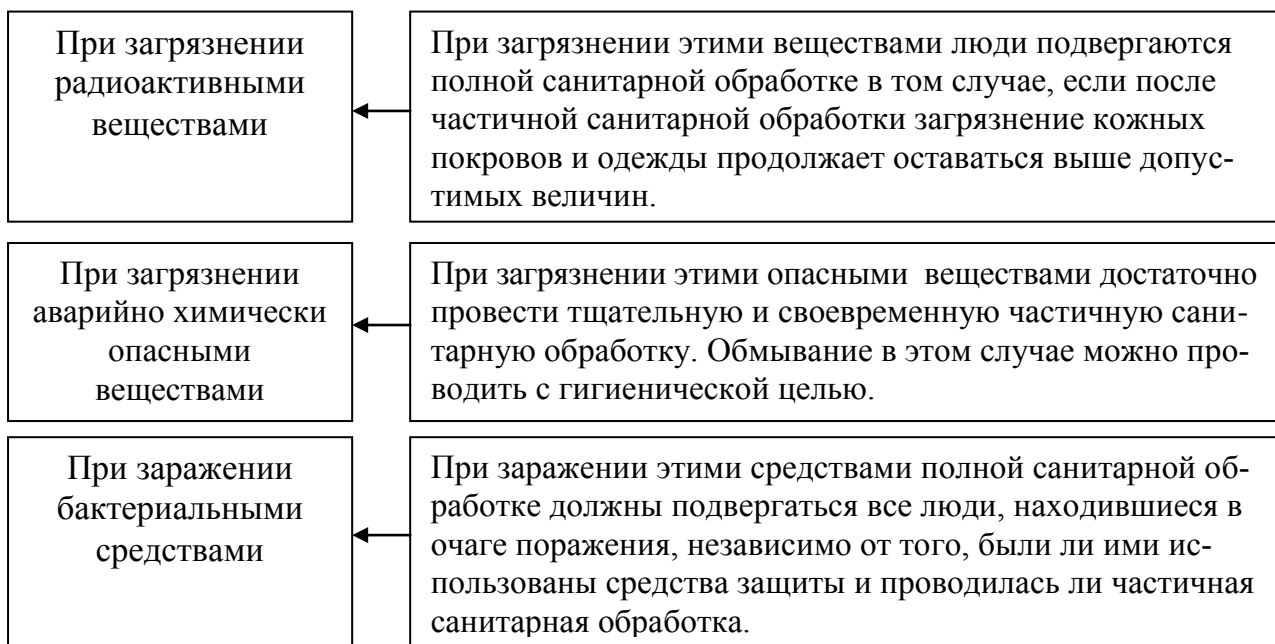 При загрязнении
радиоактивными
веществами
При загрязнении этими веществами люди подвергаются
полной санитарной обработке в том случае, если после
частичной санитарной обработки загрязнение кожных
покровов и одежды продолжает оставаться выше допус-
тимых величин.
При загрязнении
аварийно химически
опасными
веществами
При загрязнении этими опасными веществами достаточно
провести тщательную и своевременную частичную сани-
тарную обработку. Обмывание в этом случае можно про-
водить с гигиенической целью.
При заражении
бактериальными
средствами
При заражении этими средствами полной санитарной об-
работке должны подвергаться все люди, находившиеся в
очаге поражения, независимо от того, были ли ими ис-
пользованы средства защиты и проводилась ли частичная
санитарная обработка.